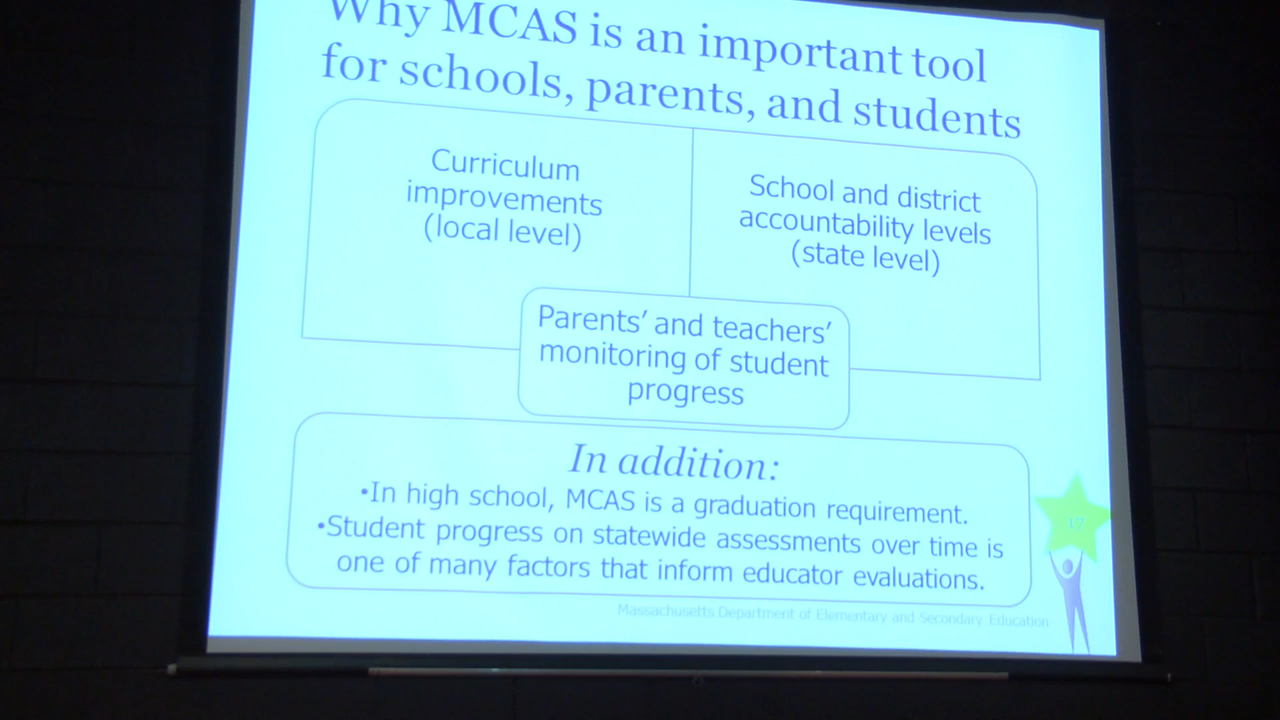 Why MCAS is an important tool
for schools, parents, and students
Curriculum
improvements
(local level)
School and district
accountability levels
(state level)
Parents’ and teachers’
monitoring of student
progress
In addition:
•In high school, MCAS is a graduation requirement.
•Student progress on statewide assessments over time is
one of many factors that inform educator evaluations.
17
Massachusetts Department of Elementary and Secondary Education